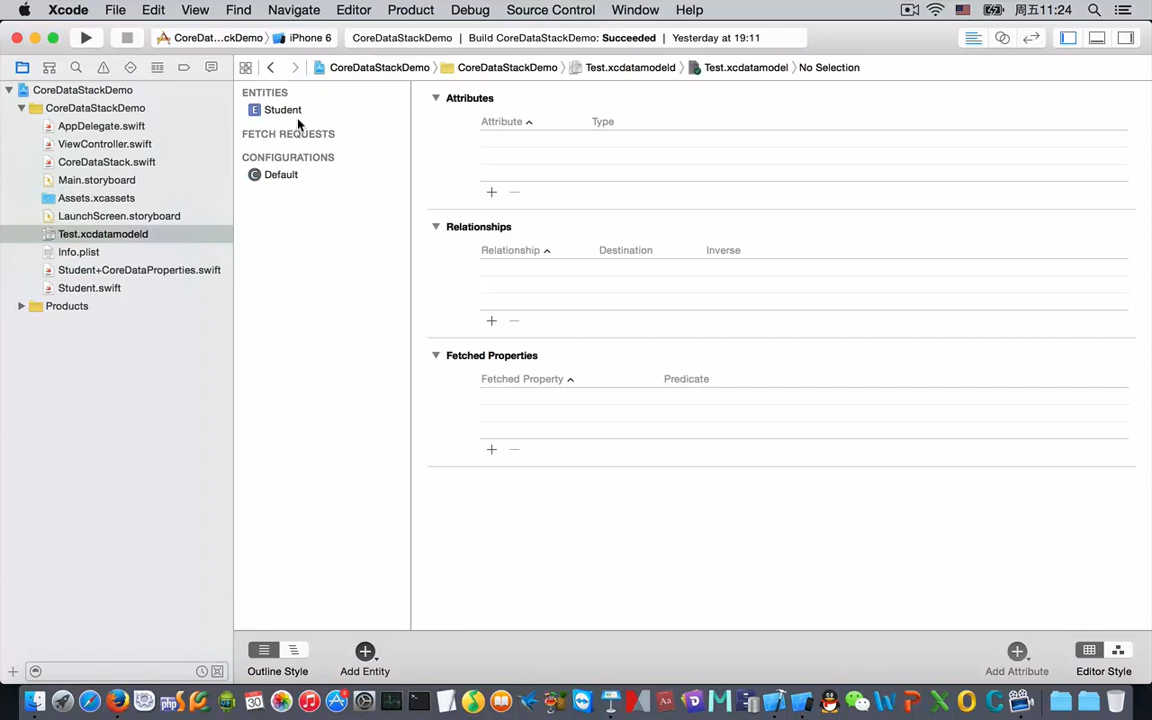 Xcode File Edit View Find Navigate Editor Product Debug Source Control Window Help 周五11:24
CoreDat...ckDemo 〉 iPhone 6 CoreDataStackDemo | Build CoreDataStackDemo: Succeeded | Yesterday at 19:11
CoreDataStackDemo 〉 CoreDataStackDemo 〉 Test.xcdatamodeld 〉 Test.xcdatamodel 〉 No Selection
CoreDataStackDemo
CoreDataStackDemo
AppDelegate.swift
ViewController.swift
CoreDataStack.swift
Main.storyboard
Assets.xcassets
LaunchScreen.storyboard
Test.xcdatamodeld
Info.plist
Student+CoreDataProperties.swift
Student.swift
Products
ENTITIES
E Student
FETCH REQUESTS
CONFIGURATIONS
C Default
Attributes
Attribute Type
+ −
Relationships
Relationship Destination Inverse
+ −
Fetched Properties
Fetched Property Predicate
+ −
Outline Style Add Entity Add Attribute Editor Style